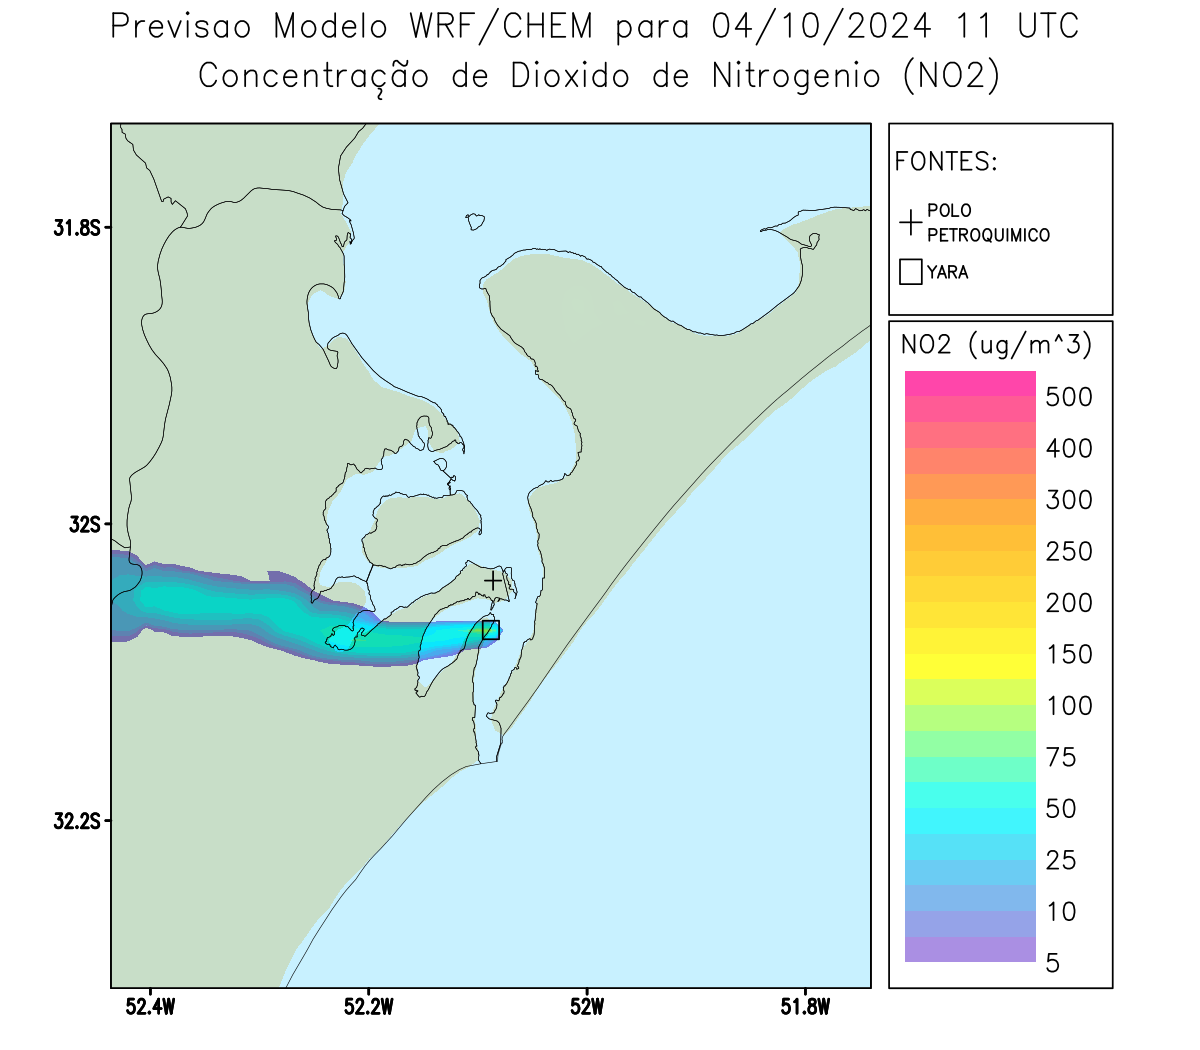 Previsao Modelo WRF/CHEM para 04/10/2024 11 UTC
Concentração de Dioxido de Nitrogenio (NO2)
FONTES:
POLO
PETROQUIMICO
YARA
NO2 (ug/m^3)
500
400
300
250
200
150
100
75
50
25
10
5
31.8S
32S
32.2S
52.4W
52.2W
52W
51.8W